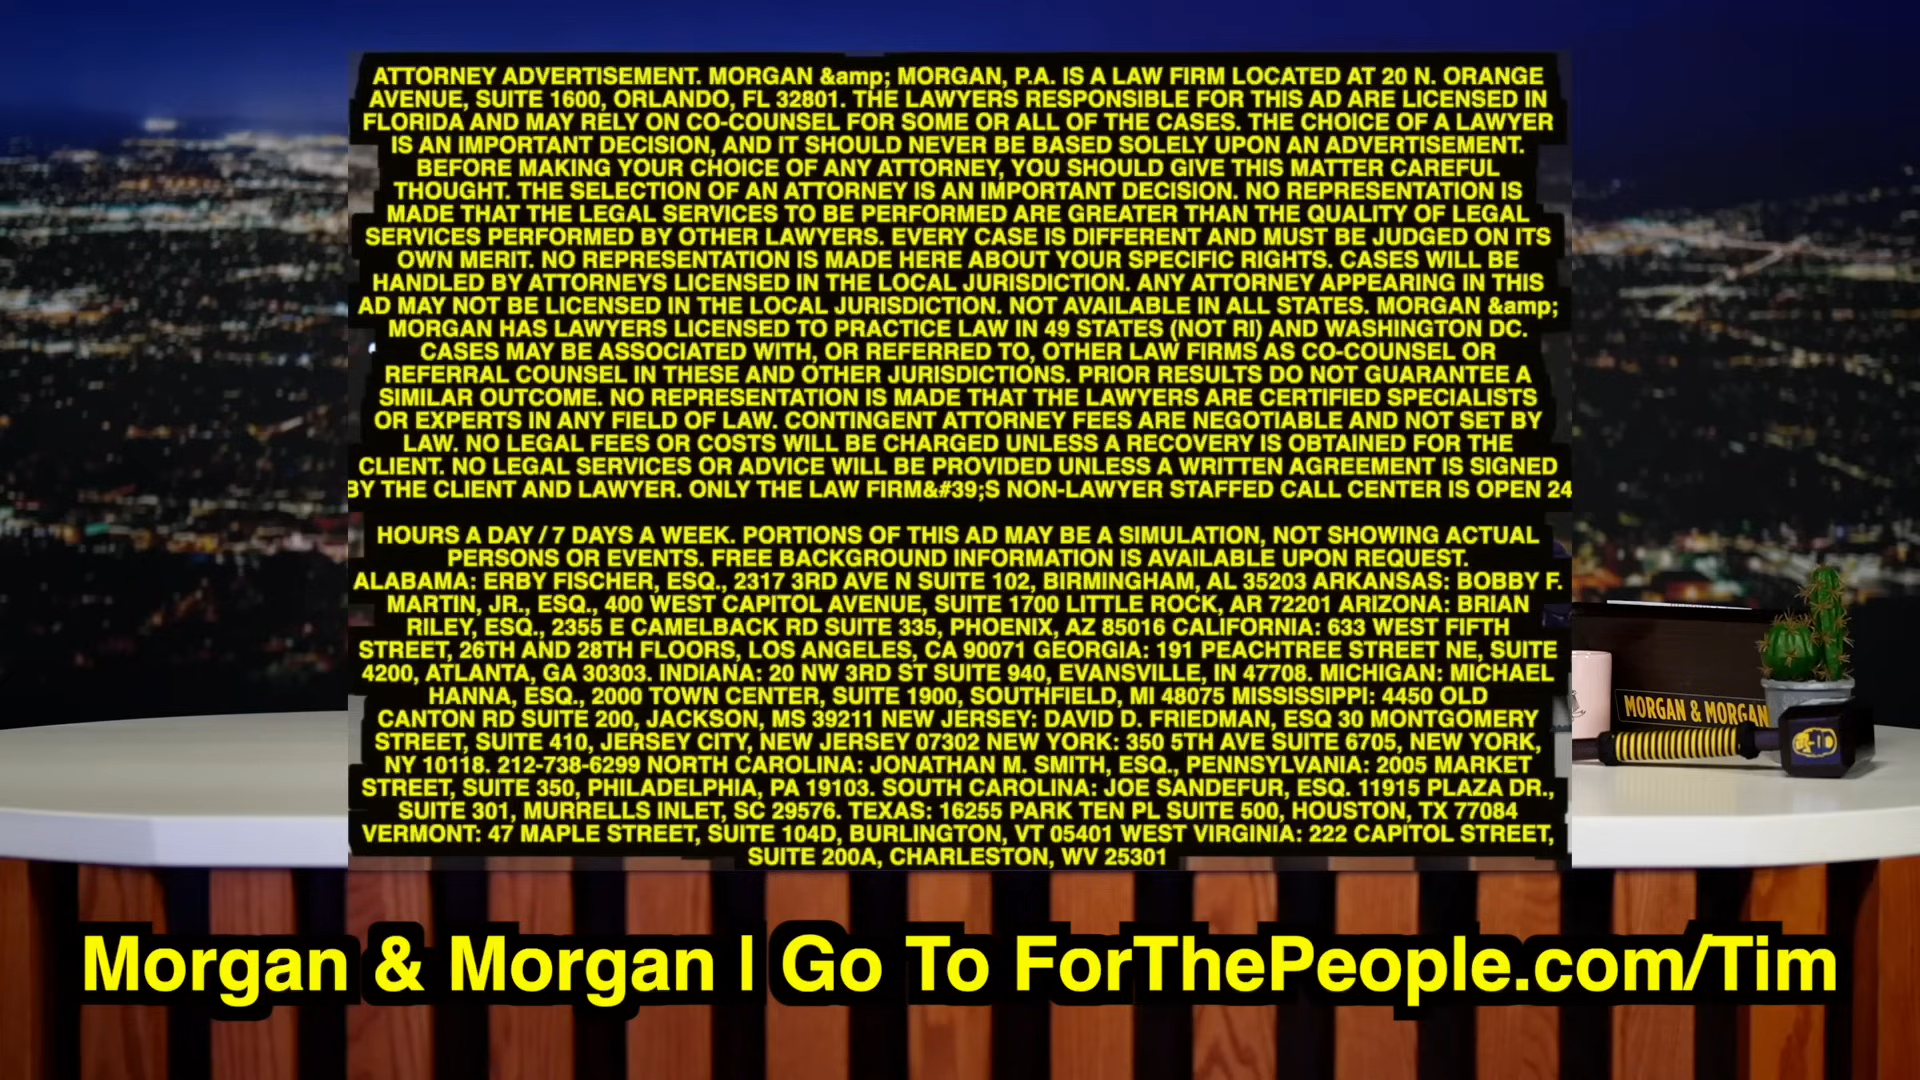 ATTORNEY ADVERTISEMENT. MORGAN &amp; MORGAN, P.A. IS A LAW FIRM LOCATED AT 20 N. ORANGE
AVENUE, SUITE 1600, ORLANDO, FL 32801. THE LAWYERS RESPONSIBLE FOR THIS AD ARE LICENSED IN
FLORIDA AND MAY RELY ON CO-COUNSEL FOR SOME OR ALL OF THE CASES. THE CHOICE OF A LAWYER
IS AN IMPORTANT DECISION, AND IT SHOULD NEVER BE BASED SOLELY UPON AN ADVERTISEMENT.
BEFORE MAKING YOUR CHOICE OF ANY ATTORNEY, YOU SHOULD GIVE THIS MATTER CAREFUL
THOUGHT. THE SELECTION OF AN ATTORNEY IS AN IMPORTANT DECISION. NO REPRESENTATION IS
MADE THAT THE LEGAL SERVICES TO BE PERFORMED ARE GREATER THAN THE QUALITY OF LEGAL
SERVICES PERFORMED BY OTHER LAWYERS. EVERY CASE IS DIFFERENT AND MUST BE JUDGED ON ITS
OWN MERIT. NO REPRESENTATION IS MADE HERE ABOUT YOUR SPECIFIC RIGHTS. CASES WILL BE
HANDLED BY ATTORNEYS LICENSED IN THE LOCAL JURISDICTION. ANY ATTORNEY APPEARING IN THIS
AD MAY NOT BE LICENSED IN THE LOCAL JURISDICTION. NOT AVAILABLE IN ALL STATES. MORGAN &amp;
MORGAN HAS LAWYERS LICENSED TO PRACTICE LAW IN 49 STATES (NOT RI) AND WASHINGTON DC.
CASES MAY BE ASSOCIATED WITH, OR REFERRED TO, OTHER LAW FIRMS AS CO-COUNSEL OR
REFERRAL COUNSEL IN THESE AND OTHER JURISDICTIONS. PRIOR RESULTS DO NOT GUARANTEE A
SIMILAR OUTCOME. NO REPRESENTATION IS MADE THAT THE LAWYERS ARE CERTIFIED SPECIALISTS
OR EXPERTS IN ANY FIELD OF LAW. CONTINGENT ATTORNEY FEES ARE NEGOTIABLE AND NOT SET BY
LAW. NO LEGAL FEES OR COSTS WILL BE CHARGED UNLESS A RECOVERY IS OBTAINED FOR THE
CLIENT. NO LEGAL SERVICES OR ADVICE WILL BE PROVIDED UNLESS A WRITTEN AGREEMENT IS SIGNED
BY THE CLIENT AND LAWYER. ONLY THE LAW FIRM&#39;S NON-LAWYER STAFFED CALL CENTER IS OPEN 24
HOURS A DAY / 7 DAYS A WEEK. PORTIONS OF THIS AD MAY BE A SIMULATION, NOT SHOWING ACTUAL
PERSONS OR EVENTS. FREE BACKGROUND INFORMATION IS AVAILABLE UPON REQUEST.
ALABAMA: ERBY FISCHER, ESQ., 2317 3RD AVE N SUITE 102, BIRMINGHAM, AL 35203 ARKANSAS: BOBBY F.
MARTIN, JR., ESQ., 400 WEST CAPITOL AVENUE, SUITE 1700 LITTLE ROCK, AR 72201 ARIZONA: BRIAN
RILEY, ESQ., 2355 E CAMELBACK RD SUITE 335, PHOENIX, AZ 85016 CALIFORNIA: 633 WEST FIFTH
STREET, 26TH AND 28TH FLOORS, LOS ANGELES, CA 90071 GEORGIA: 191 PEACHTREE STREET NE, SUITE
4200, ATLANTA, GA 30303. INDIANA: 20 NW 3RD ST SUITE 940, EVANSVILLE, IN 47708. MICHIGAN: MICHAEL
HANNA, ESQ., 2000 TOWN CENTER, SUITE 1900, SOUTHFIELD, MI 48075 MISSISSIPPI: 4450 OLD
CANTON RD SUITE 200, JACKSON, MS 39211 NEW JERSEY: DAVID D. FRIEDMAN, ESQ 30 MONTGOMERY
STREET, SUITE 410, JERSEY CITY, NEW JERSEY 07302 NEW YORK: 350 5TH AVE SUITE 6705, NEW YORK,
NY 10118. 212-738-6299 NORTH CAROLINA: JONATHAN M. SMITH, ESQ., PENNSYLVANIA: 2005 MARKET
STREET, SUITE 350, PHILADELPHIA, PA 19103. SOUTH CAROLINA: JOE SANDEFUR, ESQ. 11915 PLAZA DR.,
SUITE 301, MURRELLS INLET, SC 29576. TEXAS: 16255 PARK TEN PL SUITE 500, HOUSTON, TX 77084
VERMONT: 47 MAPLE STREET, SUITE 104D, BURLINGTON, VT 05401 WEST VIRGINIA: 222 CAPITOL STREET,
SUITE 200A, CHARLESTON, WV 25301
MORGAN & MORGAN
Morgan & Morgan | Go To ForThePeople.com/Tim